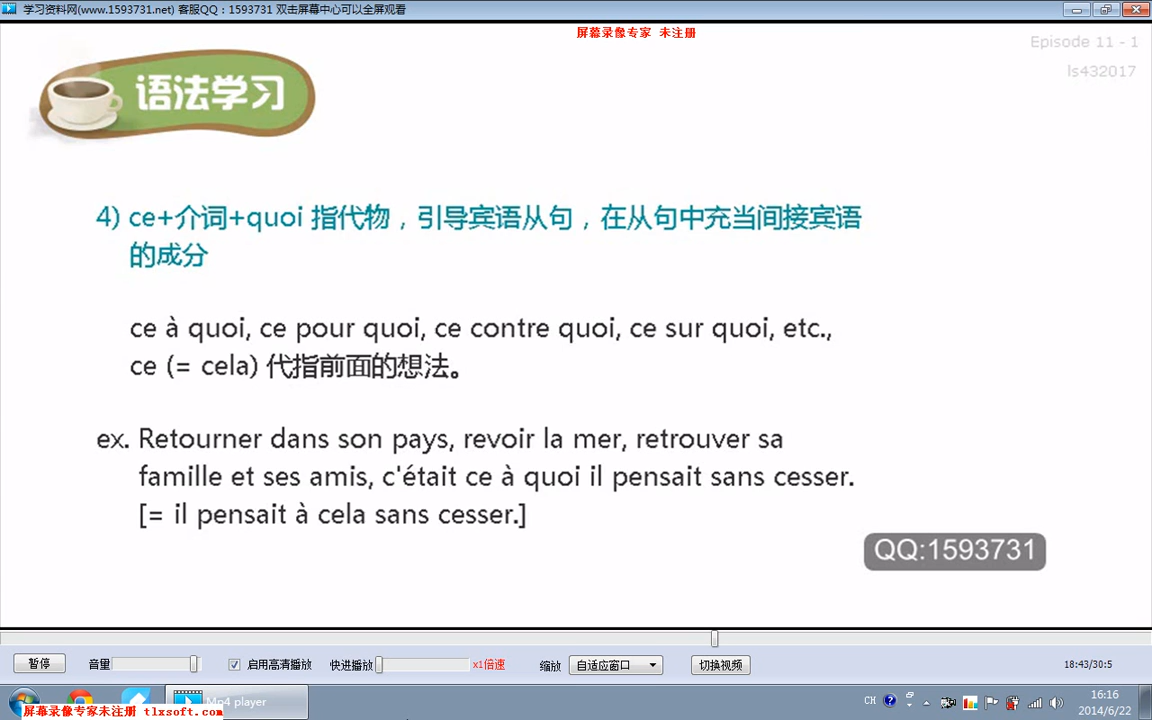 学习资料网(www.1593731.net) 客服QQ：1593731 双击屏幕中心可以全屏观看
屏幕录像专家 未注册
Episode 11 - 1
ls432017
语法学习
4) ce+介词+quoi 指代物，引导宾语从句，在从句中充当间接宾语
的成分
ce à quoi, ce pour quoi, ce contre quoi, ce sur quoi, etc.,
ce (= cela) 代指前面的想法。
ex. Retourner dans son pays, revoir la mer, retrouver sa
famille et ses amis, c'était ce à quoi il pensait sans cesser.
[= il pensait à cela sans cesser.]
QQ:1593731
暂停 音量 启用高清播放 快进播放 x1倍速 缩放 自适应窗口 切换视频 18:43/30:5
Mp4 player CH 16:16
屏幕录像专家未注册 tlxsoft.com 2014/6/22